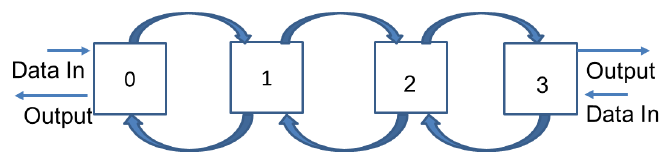 Data In
Output
0
1
2
3
Output
Data In